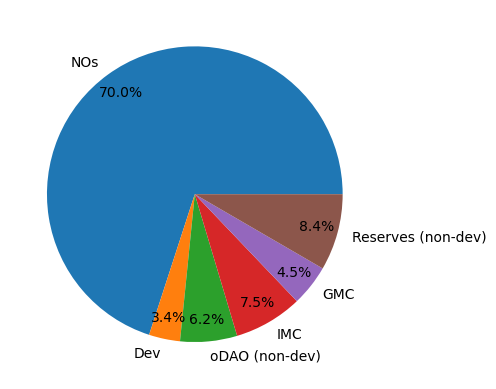 NOs
70.0%
8.4%
Reserves (non-dev)
4.5%
GMC
7.5%
3.4%
6.2%
IMC
Dev
oDAO (non-dev)